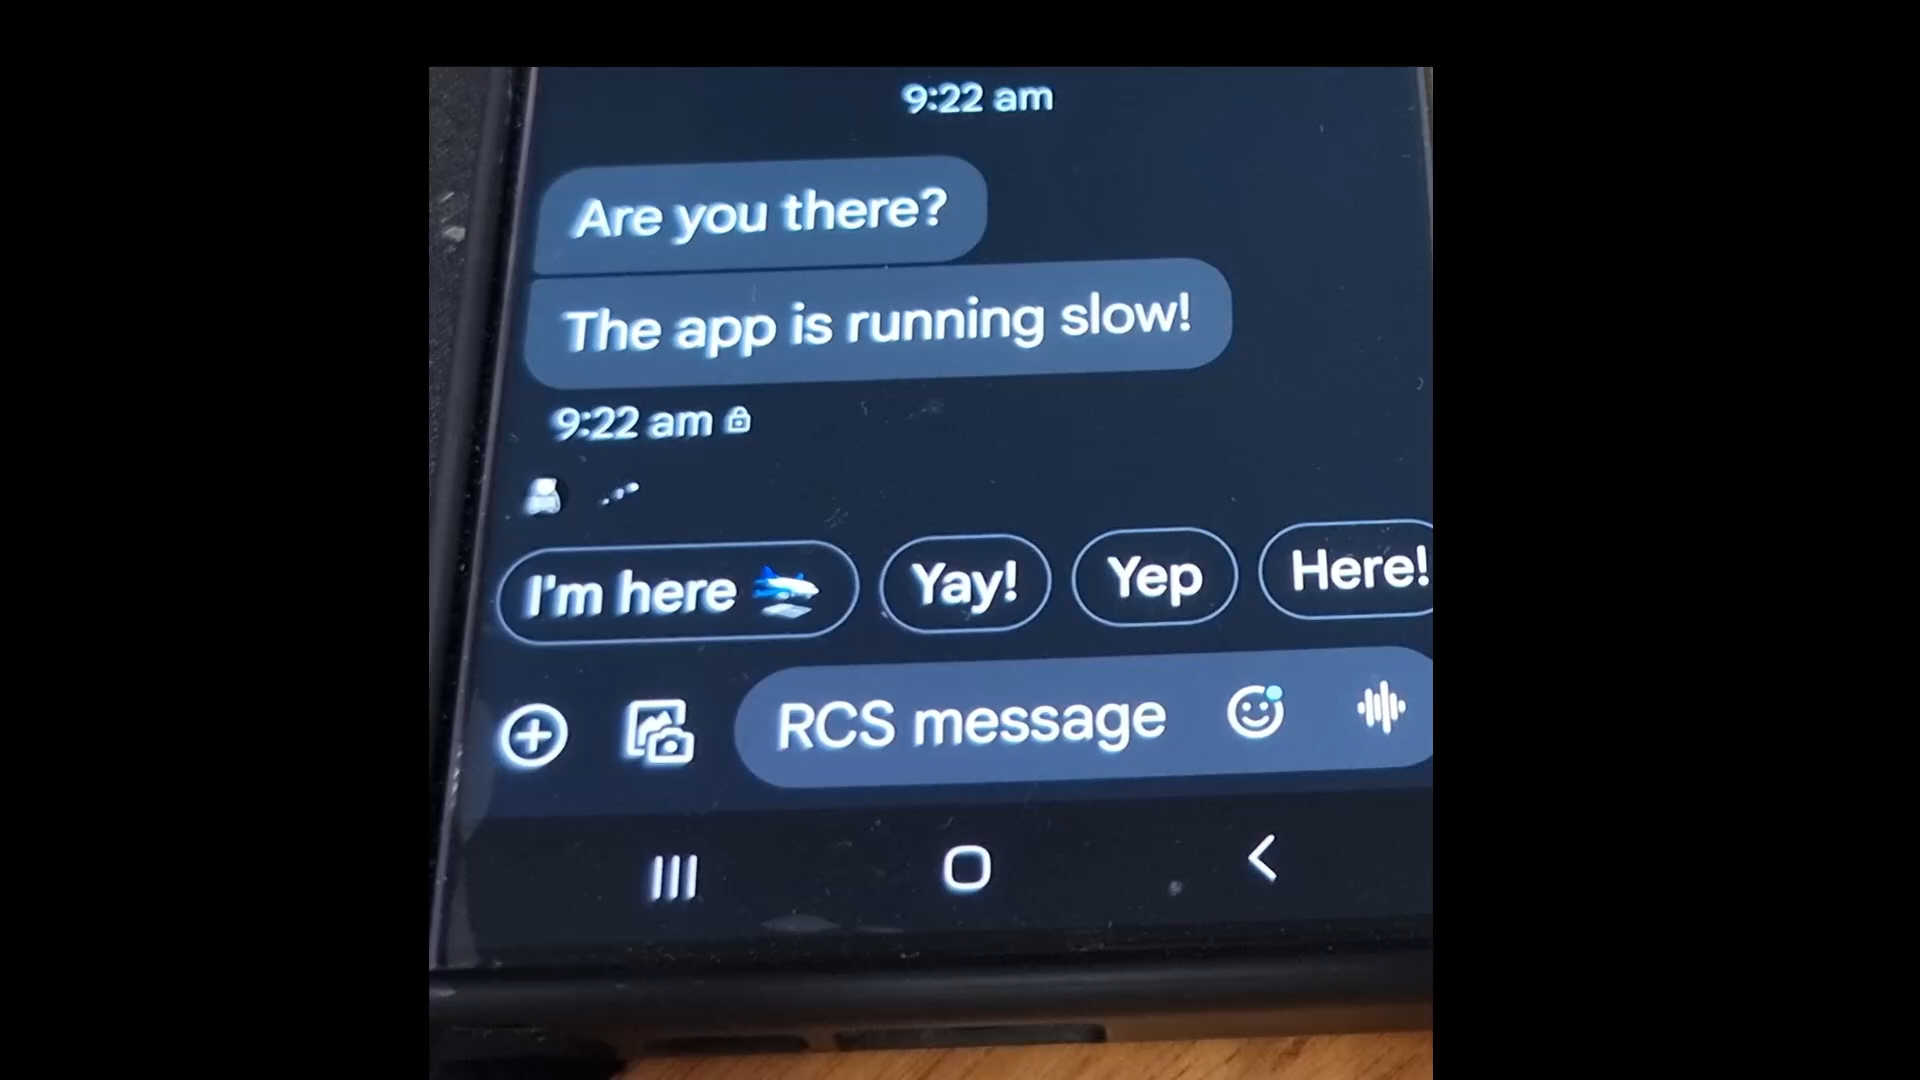 9:22 am
Are you there?
The app is running slow!
9:22 am
I'm here 🛬
Yay!
Yep
Here!
RCS message